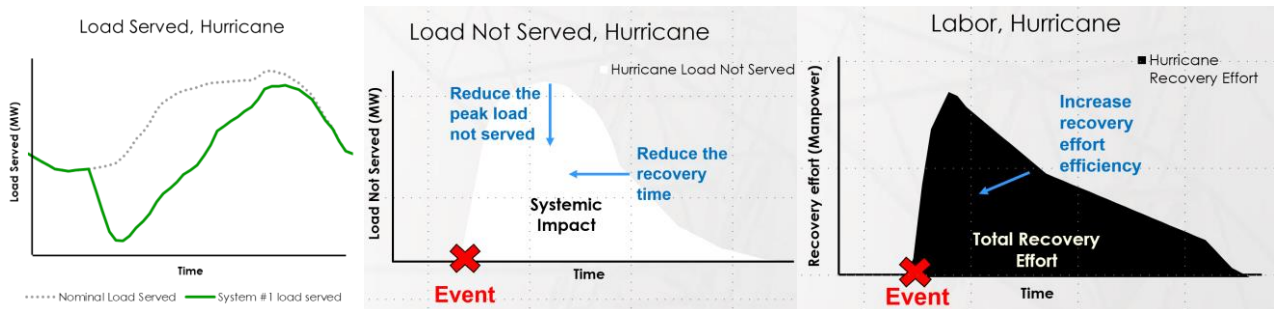 Load Served, Hurricane
Load Served (MW)
Time
Nominal Load Served
System #1 load served
Load Not Served, Hurricane
Hurricane Load Not Served
Load Not Served (MW)
Reduce the
peak load
not served
Reduce the
recovery
time
Systemic
Impact
Time
Event
Labor, Hurricane
Hurricane
Recovery Effort
Recovery effort (Manpower)
Increase
recovery
effort
efficiency
Total Recovery
Effort
Time
Event